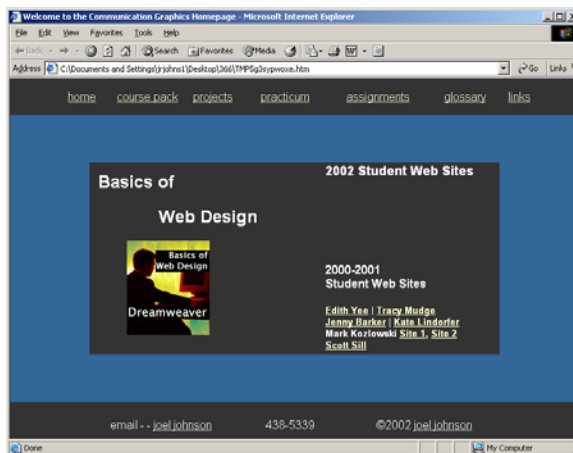 Welcome to the Communication Graphics Homepage - Microsoft Internet Explorer
File Edit View Favorites Tools Help
Back Search Favorites Media
Address C:\Documents and Settings\jrjohns1\Desktop\366\TMPSg3sypwoxe.htm Go Links
home course pack projects practicum assignments glossary links
2002 Student Web Sites
Basics of
Web Design
Basics of
Web Design
Dreamweaver
2000-2001
Student Web Sites
Edith Yee | Tracy Mudge
Jenny Barker | Kate Lindorfer
Mark Kozlowski Site 1, Site 2
Scott Sill
email - - joel johnson 438-5339 ©2002 joel johnson
Done My Computer